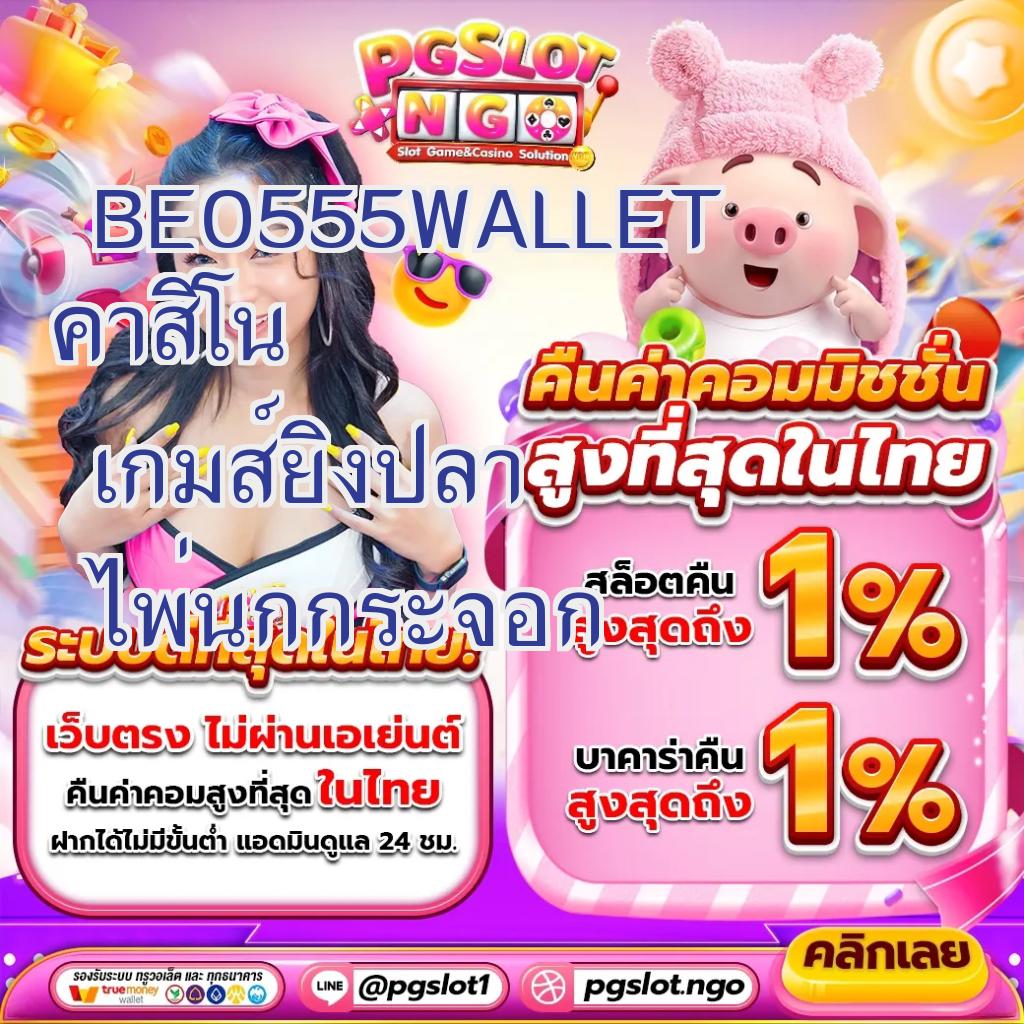 PGSLOT
NGO
Slot Game&Casino Solution
BEO555WALLET
คาสิโน
เกมส์ยิงปลา
ไพ่นกกระจอก
คืนค่าคอมมิชชั่น
สูงที่สุดในไทย
สล็อตคืน
สูงสุดถึง
1%
บาคาร่าคืน
สูงสุดถึง
1%
เว็บตรง ไม่ผ่านเอเย่นต์
คืนค่าคอมสูงที่สุด ในไทย
ฝากได้ไม่มีขั้นต่ำ แอดมินดูแล 24 ชม.
คลิกเลย
รองรับระบบ ทรูวอเล็ต และ ทุกธนาคาร
truemoney
wallet
LINE @pgslot1
pgslot.ngo